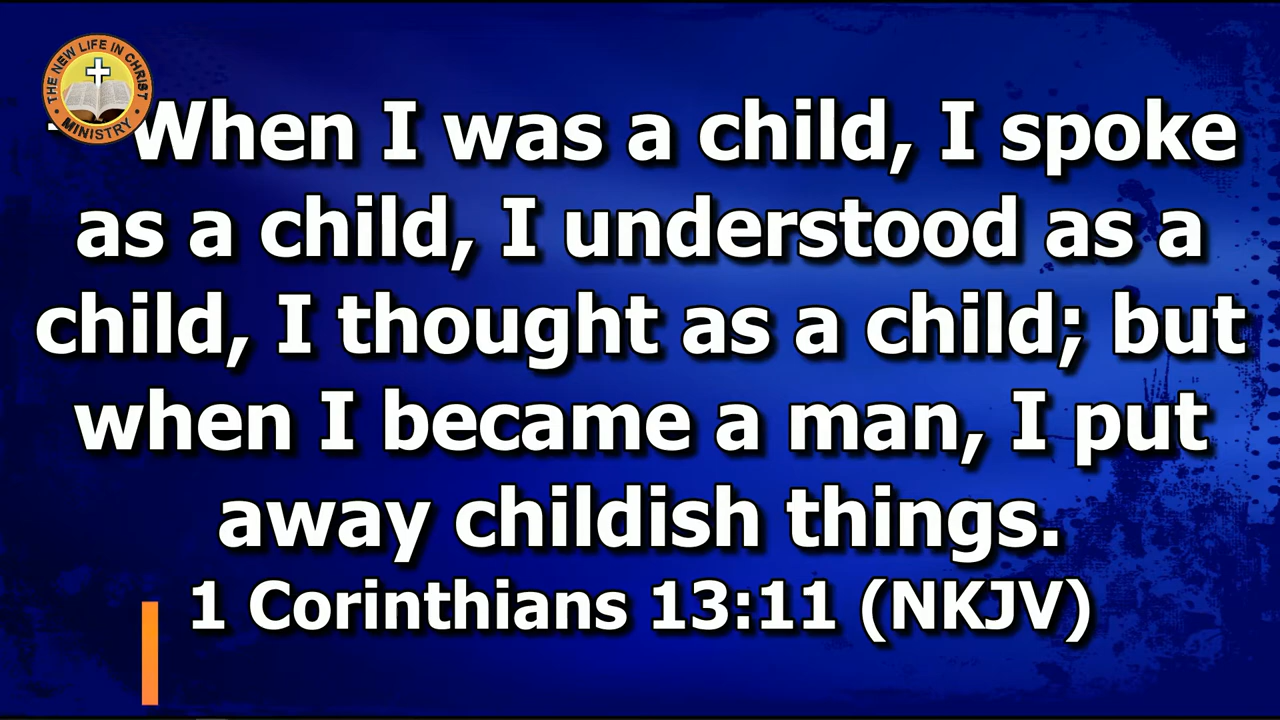 THE NEW LIFE IN CHRIST
MINISTRY
When I was a child, I spoke
as a child, I understood as a
child, I thought as a child; but
when I became a man, I put
away childish things.
1 Corinthians 13:11 (NKJV)